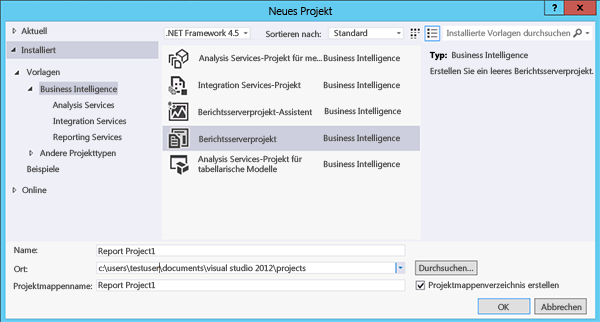 Neues Projekt
Aktuell
.NET Framework 4.5
Sortieren nach:
Standard
Installierte Vorlagen durchsuchen
Installiert
Vorlagen
Business Intelligence
Analysis Services
Integration Services
Reporting Services
Andere Projekttypen
Beispiele
Online
Analysis Services-Projekt für me... Business Intelligence
Integration Services-Projekt Business Intelligence
Berichtsserverprojekt-Assistent Business Intelligence
Berichtsserverprojekt Business Intelligence
Analysis Services-Projekt für Business Intelligence
tabellarische Modelle
Typ: Business Intelligence
Erstellen Sie ein leeres Berichtsserverprojekt.
Name: Report Project1
Ort: c:\users\testuser\documents\visual studio 2012\projects
Durchsuchen...
Projektmappenname: Report Project1
Projektmappenverzeichnis erstellen
OK
Abbrechen